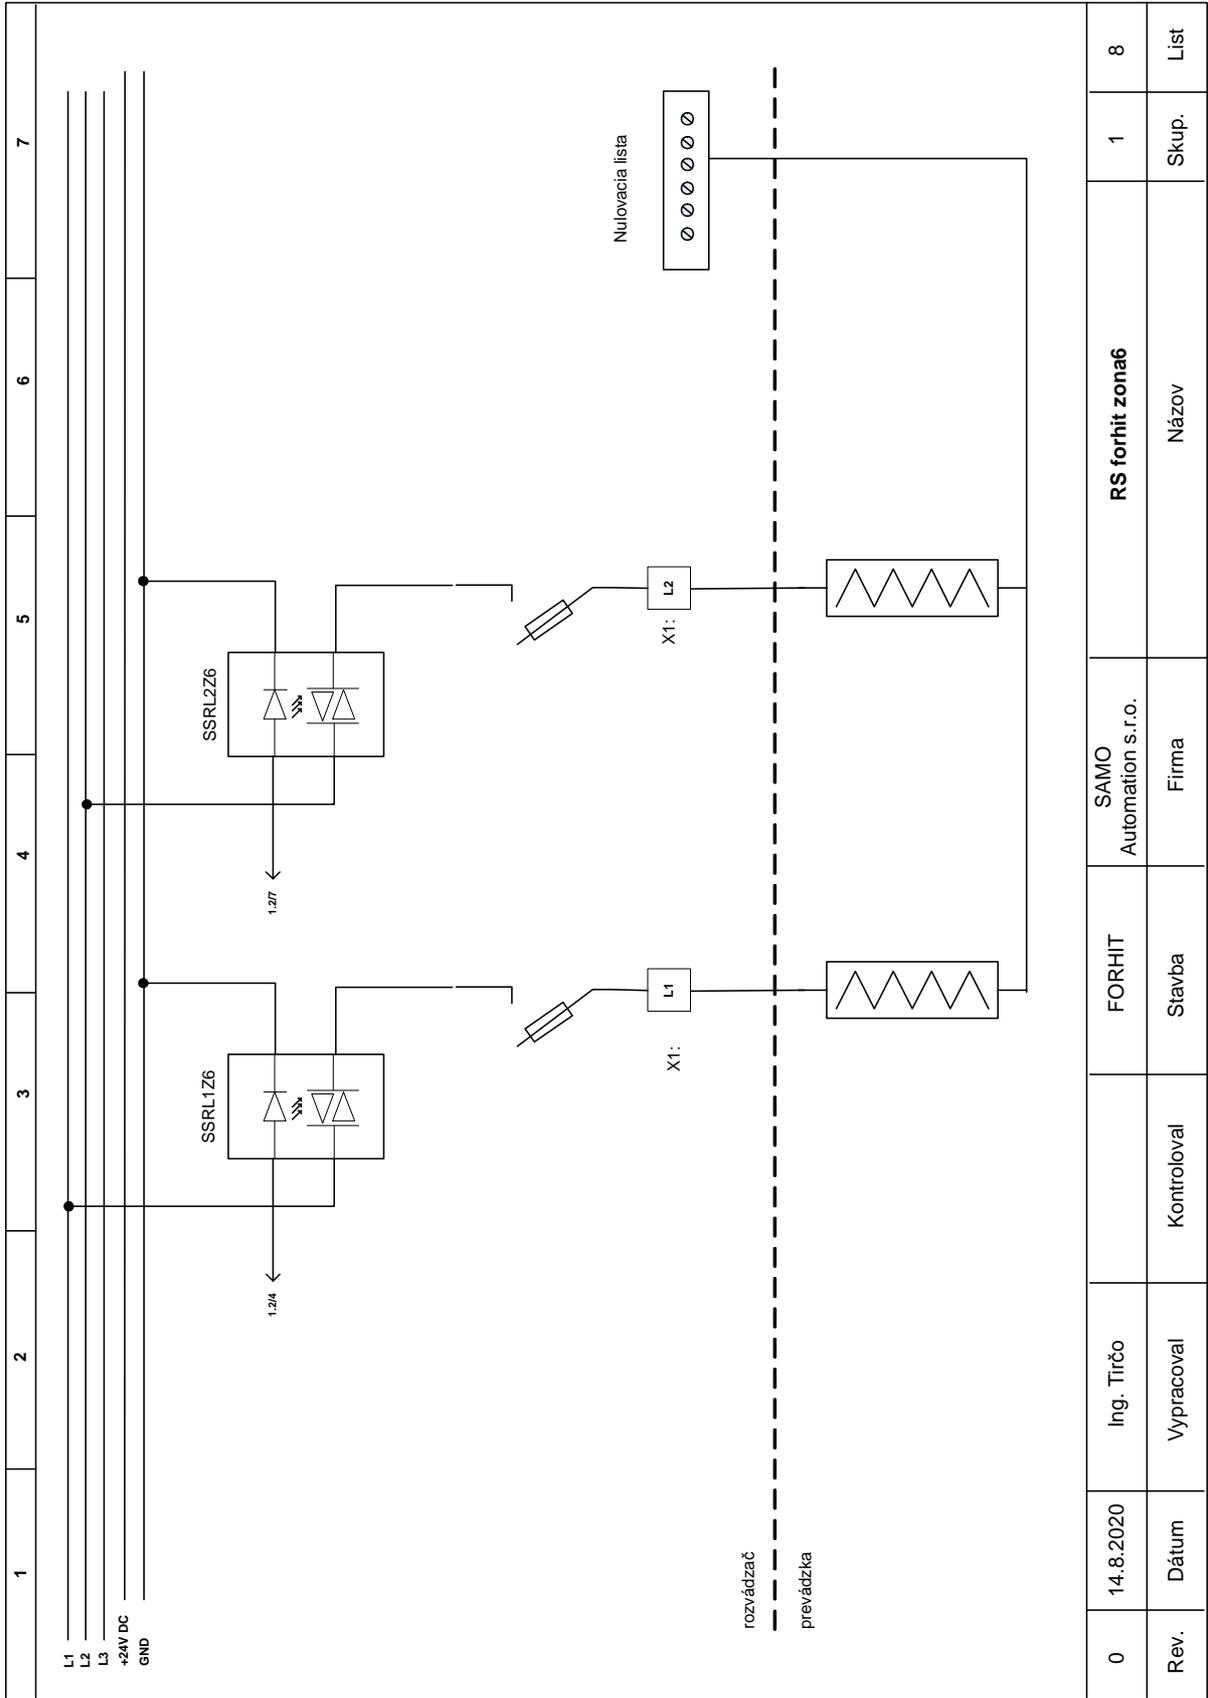 1 2 3 4 5 6 7
L1
L2
L3
+24V DC
GND
SSRL1Z6
SSRL2Z6
1.2/4
1.2/7
Nulovacia lista
X1:
L1
X1:
L2
rozvádzač
prevádzka
0 14.8.2020 Ing. Tirčo FORHIT SAMO
Automation s.r.o. RS forhit zona6 1 8
Rev. Dátum Vypracoval Kontroloval Stavba Firma Názov Skup. List